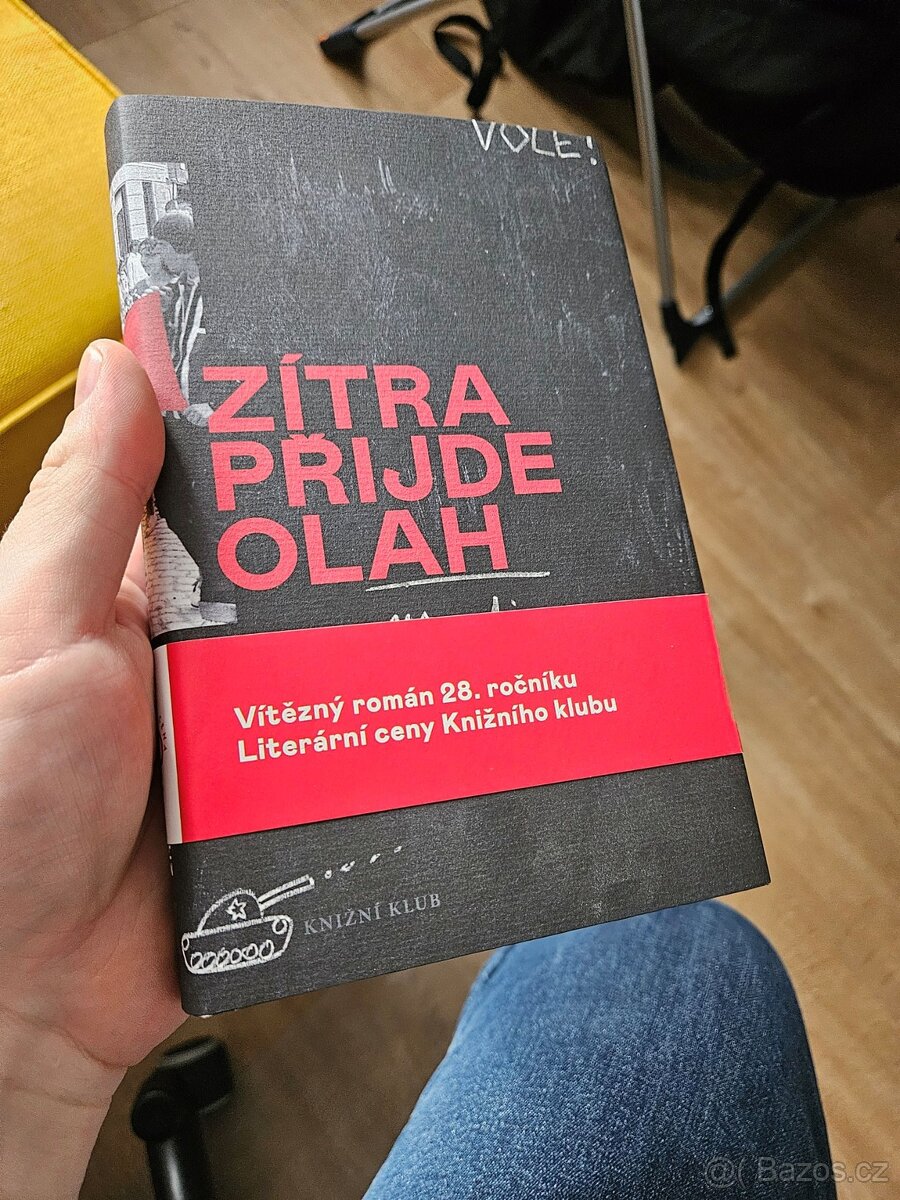 VOLE!
ZÍTRA
PŘIJDE
OLAH
Vítězný román 28. ročníku
Literární ceny Knižního klubu
KNIŽNÍ KLUB
@( Bazos.cz